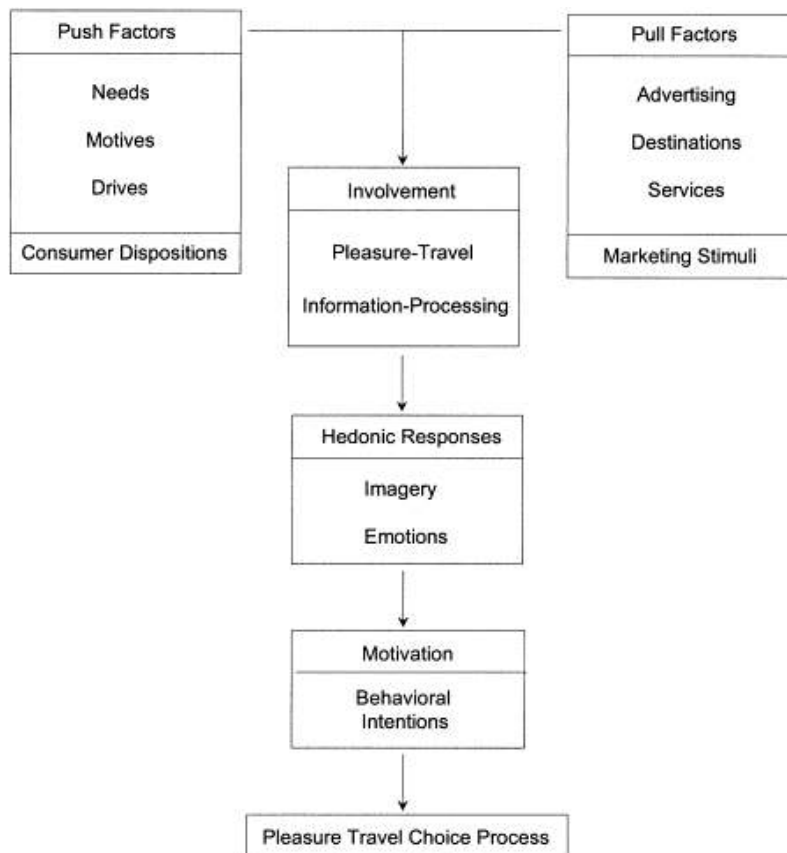 Push Factors
Needs
Motives
Drives
Consumer Dispositions
Pull Factors
Advertising
Destinations
Services
Marketing Stimuli
Involvement
Pleasure-Travel
Information-Processing
Hedonic Responses
Imagery
Emotions
Motivation
Behavioral
Intentions
Pleasure Travel Choice Process